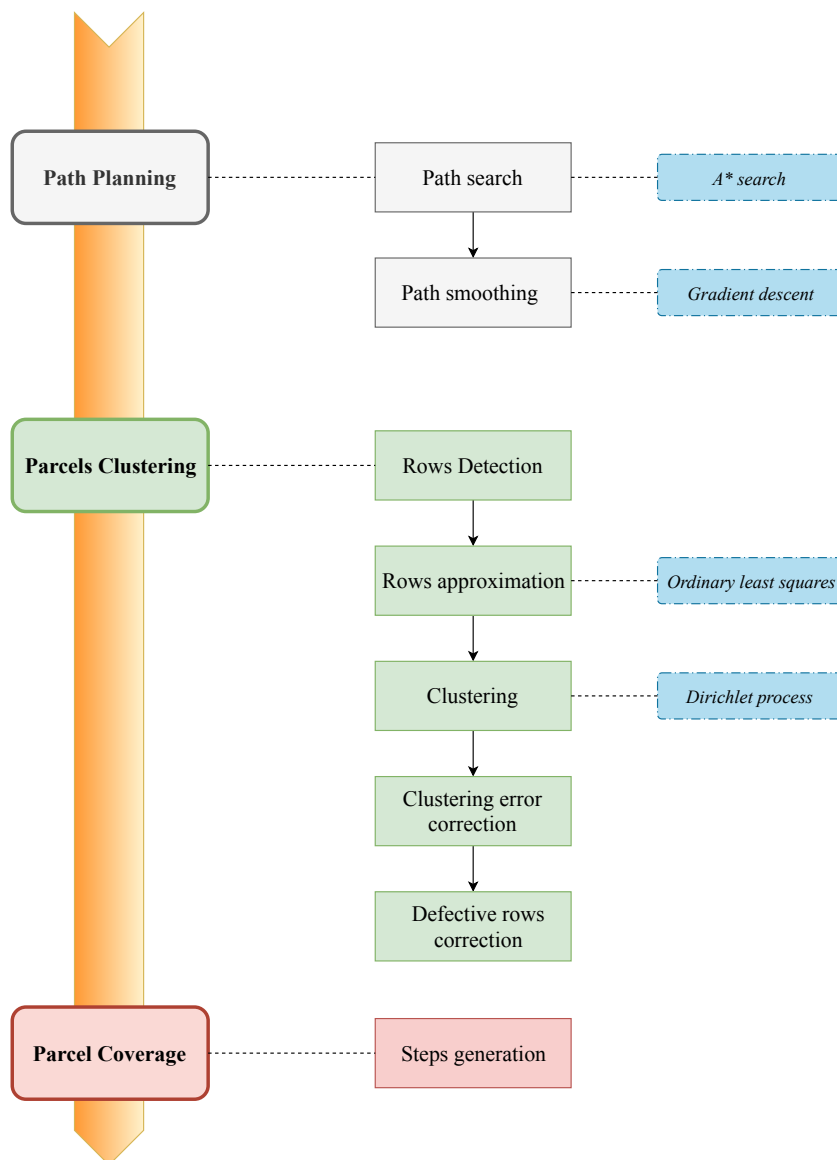 Path Planning
Path search
A* search
Path smoothing
Gradient descent
Parcels Clustering
Rows Detection
Rows approximation
Ordinary least squares
Clustering
Dirichlet process
Clustering error
correction
Defective rows
correction
Parcel Coverage
Steps generation